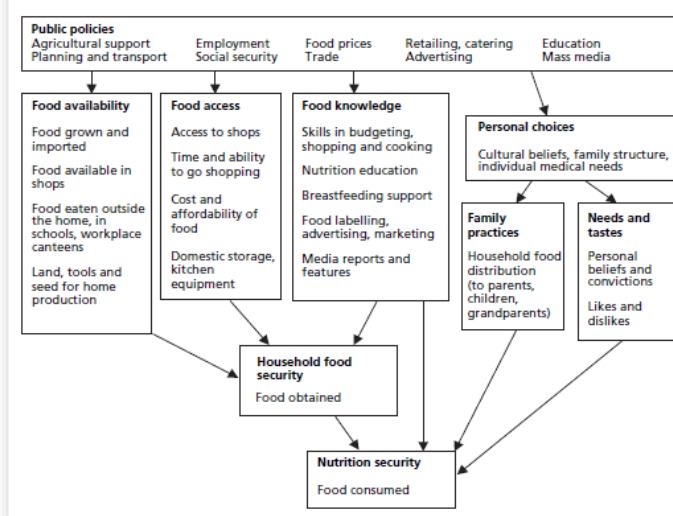 Public policies
Agricultural support Employment Food prices Retailing, catering Education
Planning and transport Social security Trade Advertising Mass media
Food availability
Food grown and
imported
Food available in
shops
Food eaten outside
the home, in
schools, workplace
canteens
Land, tools and
seed for home
production
Food access
Access to shops
Time and ability
to go shopping
Cost and
affordability of
food
Domestic storage,
kitchen
equipment
Food knowledge
Skills in budgeting,
shopping and cooking
Nutrition education
Breastfeeding support
Food labelling,
advertising, marketing
Media reports and
features
Personal choices
Cultural beliefs, family structure,
individual medical needs
Family
practices
Household food
distribution
(to parents,
children,
grandparents)
Needs and
tastes
Personal
beliefs and
convictions
Likes and
dislikes
Household food
security
Food obtained
Nutrition security
Food consumed